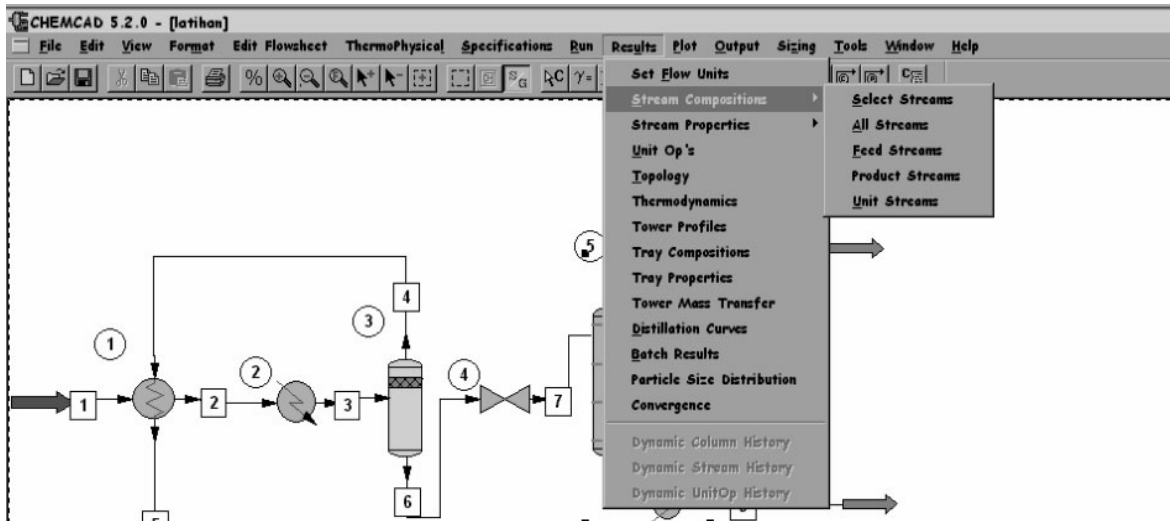 CHEMCAD 5.2.0 - [latihan]
File Edit View Format Edit Flowsheet ThermoPhysical Specifications Run Results Plot Output Sizing Tools Window Help
% S/G C γ=
Set Flow Units
Stream Compositions
Select Streams
Stream Properties
All Streams
Unit Op's
Feed Streams
Topology
Product Streams
Thermodynamics
Unit Streams
Tower Profiles
Tray Compositions
5
Tray Properties
4
Tower Mass Transfer
3
Distillation Curves
1
Batch Results
2
4
Particle Size Distribution
1 2 3 7
Convergence
Dynamic Column History
Dynamic Stream History
6
Dynamic UnitOp History